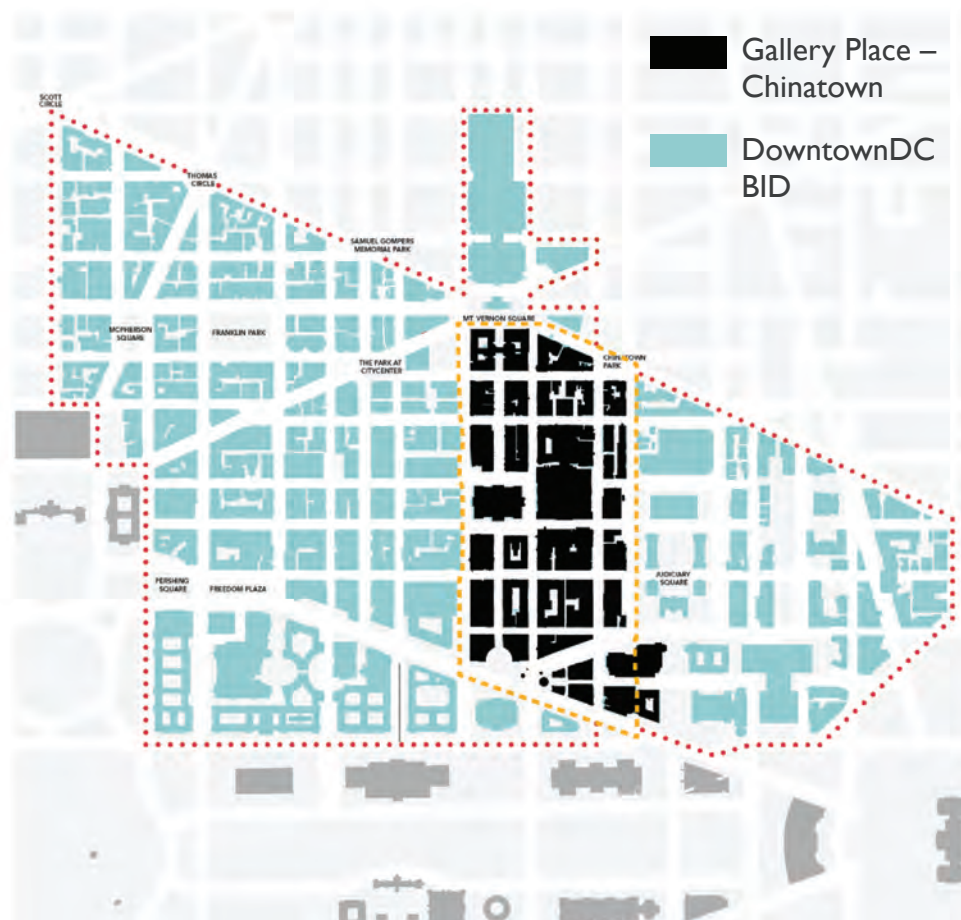 Gallery Place –
Chinatown
DowntownDC
BID
SCOTT
CIRCLE
THOMAS
CIRCLE
SAMUEL GOMPERS
MEMORIAL PARK
MT. VERNON SQUARE
MCPHERSON
SQUARE
FRANKLIN PARK
THE PARK AT
CITYCENTER
CHINATOWN
PARK
PERSHING
SQUARE
FREEDOM PLAZA
JUDICIARY
SQUARE